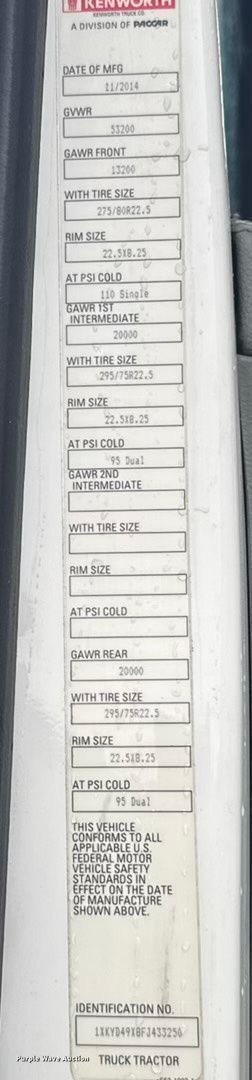 KENWORTH
KENWORTH TRUCK CO.
A DIVISION OF PACCAR
DATE OF MFG
11/2014
GVWR
53200
GAWR FRONT
13200
WITH TIRE SIZE
275/80R22.5
RIM SIZE
22.5X8.25
AT PSI COLD
110 Single
GAWR 1ST
INTERMEDIATE
20000
WITH TIRE SIZE
295/75R22.5
RIM SIZE
22.5X8.25
AT PSI COLD
95 Dual
GAWR 2ND
INTERMEDIATE
WITH TIRE SIZE
RIM SIZE
AT PSI COLD
GAWR REAR
20000
WITH TIRE SIZE
295/75R22.5
RIM SIZE
22.5X8.25
AT PSI COLD
95 Dual
THIS VEHICLE
CONFORMS TO ALL
APPLICABLE U.S.
FEDERAL MOTOR
VEHICLE SAFETY
STANDARDS IN
EFFECT ON THE DATE
OF MANUFACTURE
SHOWN ABOVE.
IDENTIFICATION NO.
1XKYD49X8FJ433256
Purple Wave Auction
TRUCK TRACTOR